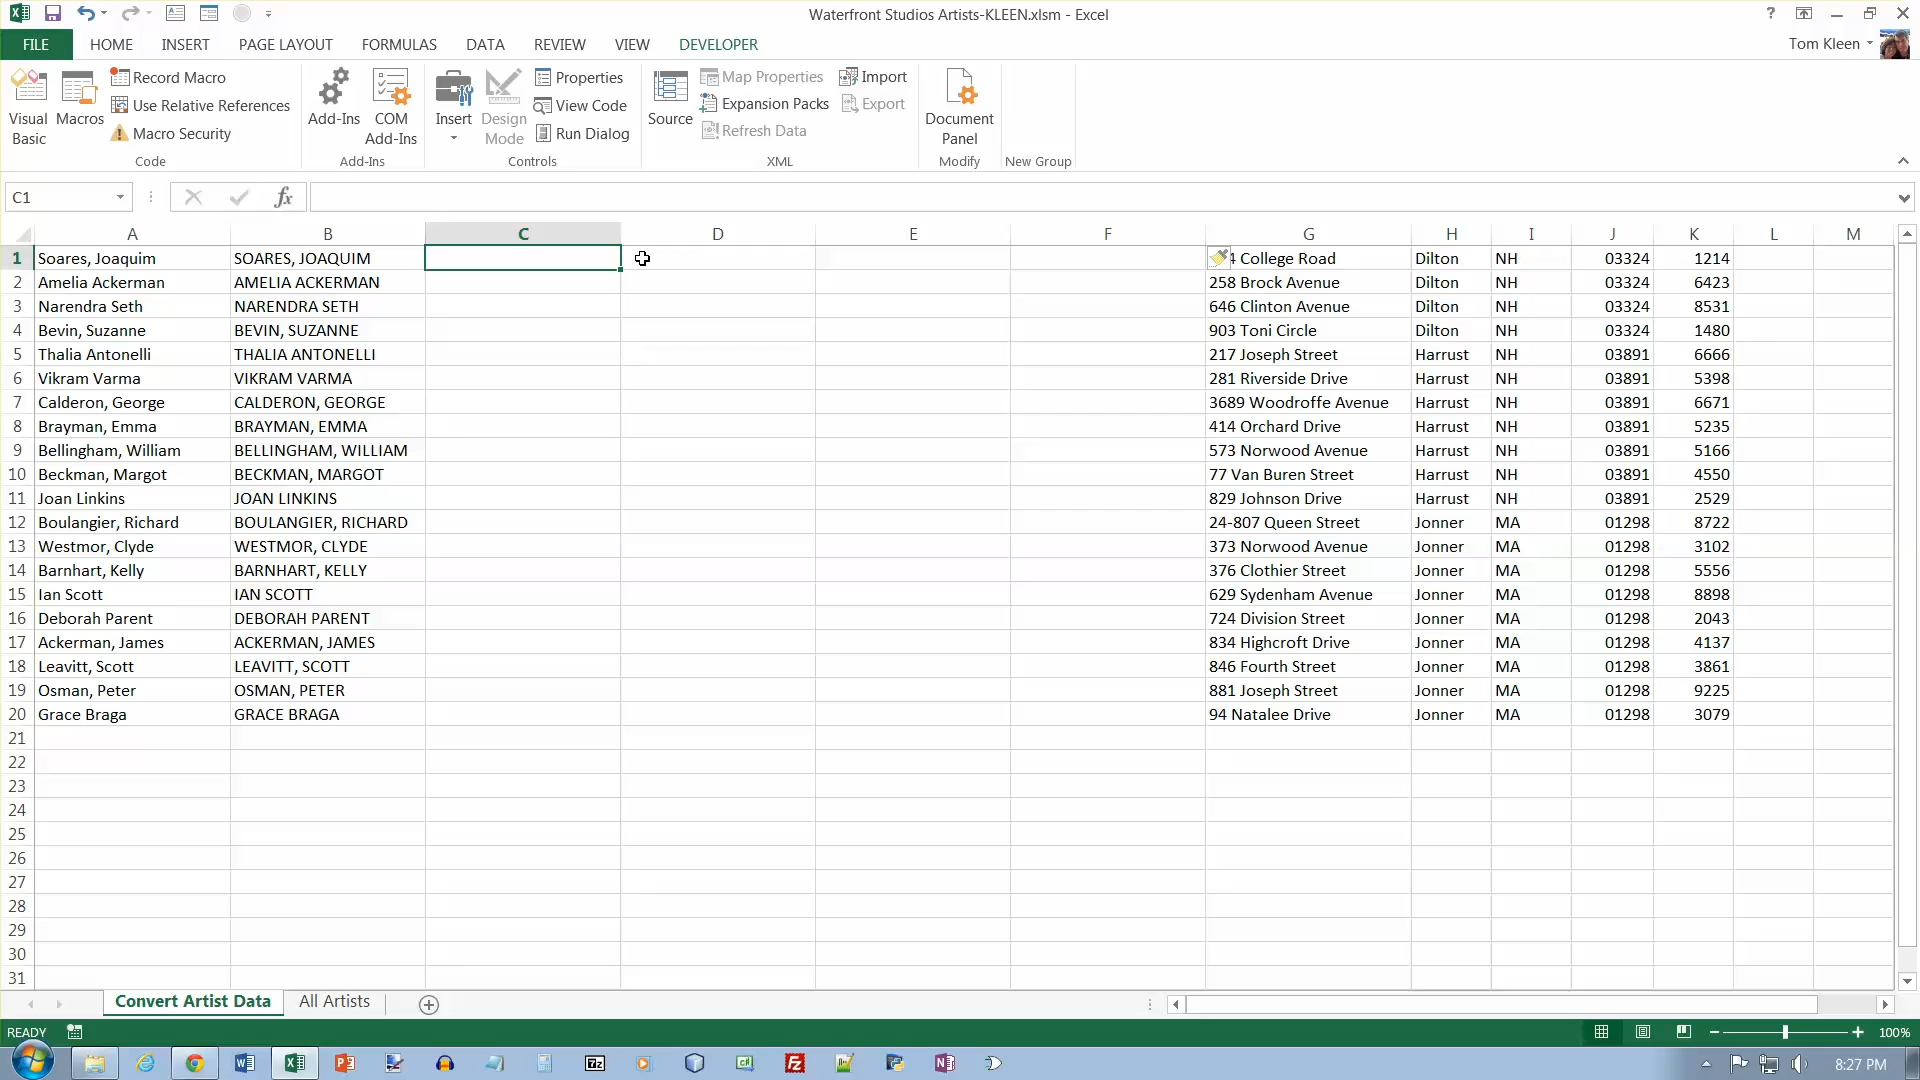 Waterfront Studios Artists-KLEEN.xlsm - Excel
?
FILE HOME INSERT PAGE LAYOUT FORMULAS DATA REVIEW VIEW DEVELOPER Tom Kleen
Visual Basic
Macros
Record Macro
Use Relative References
Macro Security
Code
Add-Ins
COM Add-Ins
Add-Ins
Insert
Design Mode
Properties
View Code
Run Dialog
Controls
Source
Map Properties
Expansion Packs
Refresh Data
Import
Export
XML
Document Panel
Modify
New Group
C1 fx
A B C D E F G H I J K L M
1 Soares, Joaquim SOARES, JOAQUIM 4 College Road Dilton NH 03324 1214
2 Amelia Ackerman AMELIA ACKERMAN 258 Brock Avenue Dilton NH 03324 6423
3 Narendra Seth NARENDRA SETH 646 Clinton Avenue Dilton NH 03324 8531
4 Bevin, Suzanne BEVIN, SUZANNE 903 Toni Circle Dilton NH 03324 1480
5 Thalia Antonelli THALIA ANTONELLI 217 Joseph Street Harrust NH 03891 6666
6 Vikram Varma VIKRAM VARMA 281 Riverside Drive Harrust NH 03891 5398
7 Calderon, George CALDERON, GEORGE 3689 Woodroffe Avenue Harrust NH 03891 6671
8 Brayman, Emma BRAYMAN, EMMA 414 Orchard Drive Harrust NH 03891 5235
9 Bellingham, William BELLINGHAM, WILLIAM 573 Norwood Avenue Harrust NH 03891 5166
10 Beckman, Margot BECKMAN, MARGOT 77 Van Buren Street Harrust NH 03891 4550
11 Joan Linkins JOAN LINKINS 829 Johnson Drive Harrust NH 03891 2529
12 Boulangier, Richard BOULANGIER, RICHARD 24-807 Queen Street Jonner MA 01298 8722
13 Westmor, Clyde WESTMOR, CLYDE 373 Norwood Avenue Jonner MA 01298 3102
14 Barnhart, Kelly BARNHART, KELLY 376 Clothier Street Jonner MA 01298 5556
15 Ian Scott IAN SCOTT 629 Sydenham Avenue Jonner MA 01298 8898
16 Deborah Parent DEBORAH PARENT 724 Division Street Jonner MA 01298 2043
17 Ackerman, James ACKERMAN, JAMES 834 Highcroft Drive Jonner MA 01298 4137
18 Leavitt, Scott LEAVITT, SCOTT 846 Fourth Street Jonner MA 01298 3861
19 Osman, Peter OSMAN, PETER 881 Joseph Street Jonner MA 01298 9225
20 Grace Braga GRACE BRAGA 94 Natalee Drive Jonner MA 01298 3079
21
22
23
24
25
26
27
28
29
30
31
Convert Artist Data All Artists
READY 100%
8:27 PM